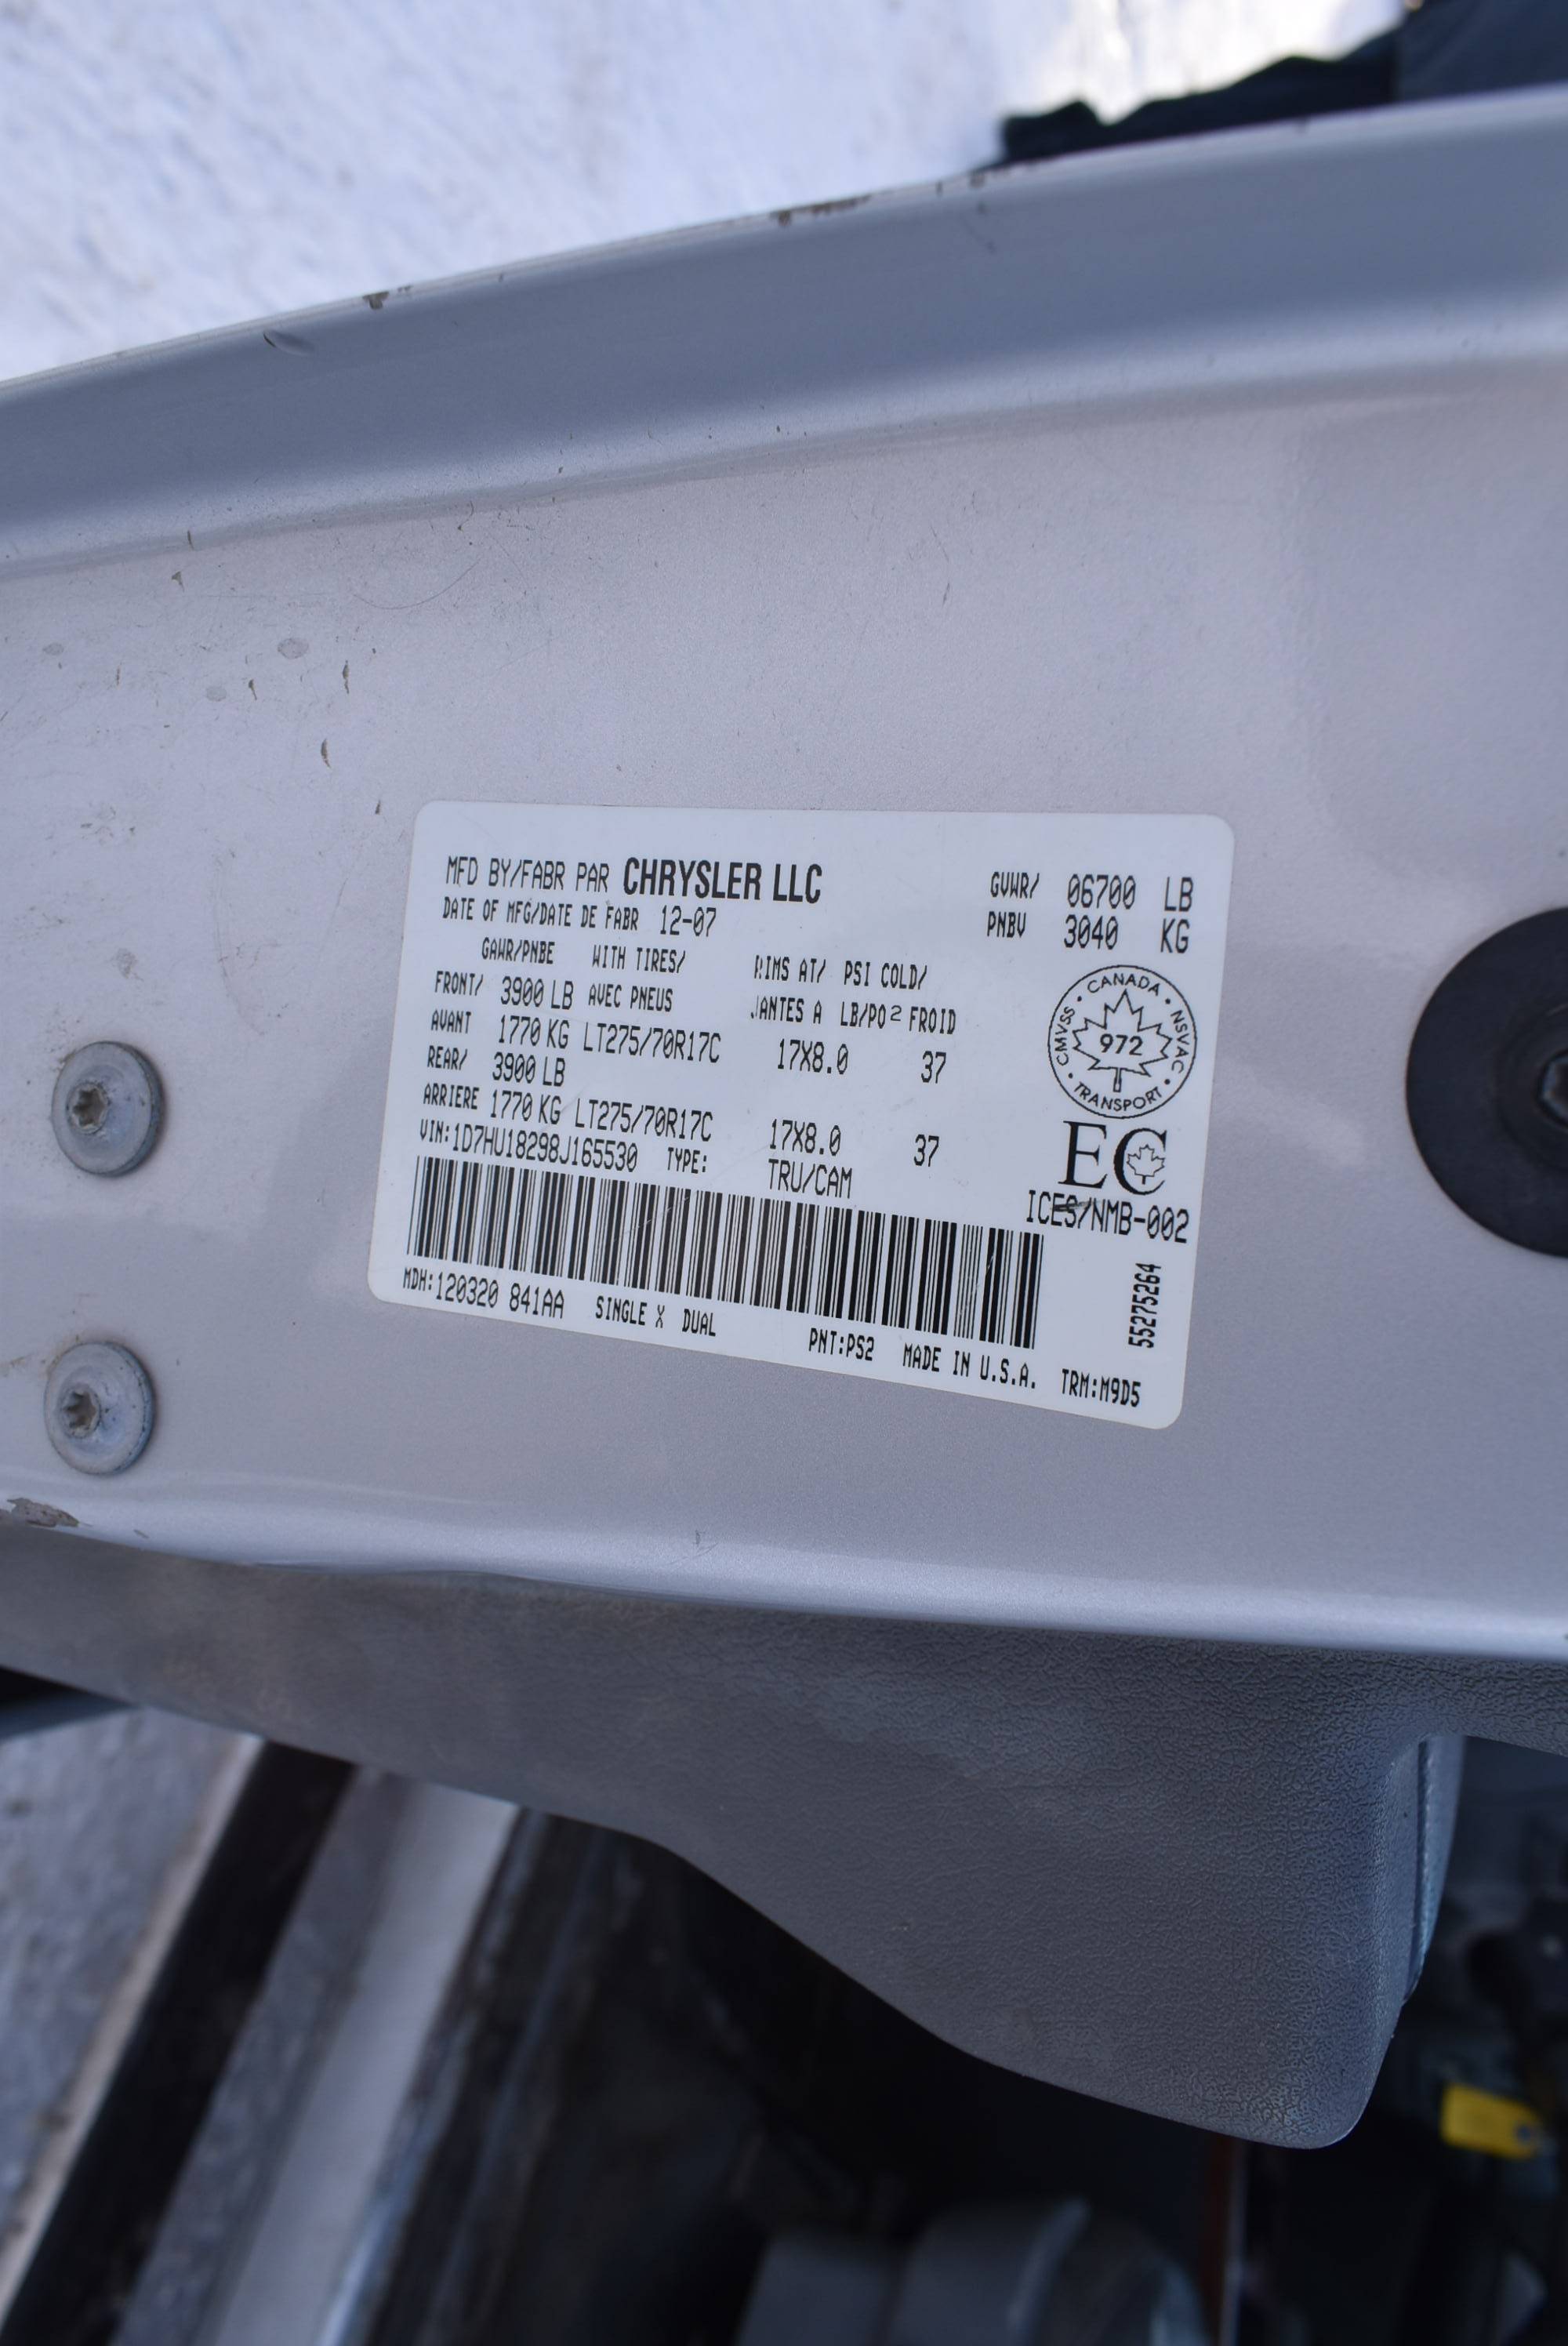 MFD BY/FABR PAR CHRYSLER LLC
DATE OF MFG/DATE DE FABR 12-07
GVWR/ 06700 LB
PNBV 3040 KG
GAWR/PNBE WITH TIRES/ RIMS AT/ PSI COLD/
FRONT/ 3900 LB AVEC PNEUS JANTES A LB/PO² FROID
AVANT 1770 KG LT275/70R17C 17X8.0 37
REAR/ 3900 LB
ARRIERE 1770 KG LT275/70R17C 17X8.0 37
VIN:1D7HU18298J165530 TYPE: TRU/CAM
CANADA · NSVAC · TRANSPORT · CMVSS ·
972
EC
ICES/NMB-002
55275264
MDH:120320 841AA SINGLE X DUAL PNT:PS2 MADE IN U.S.A. TRM:M9D5